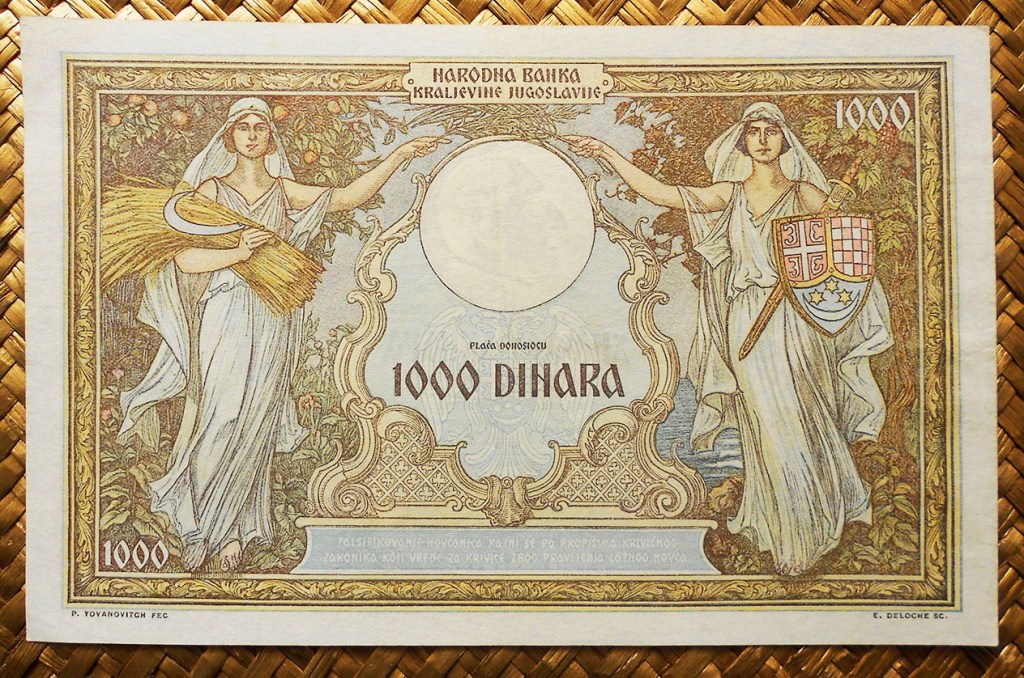 NARODNA BANKA
KRALJEVINE JUGOSLAVIJE
1000
PLAĆA DONOSIOCU
1000 DINARA
1000
FALSIFIKOVANJE NOVČANICA KAZNI SE PO PROPISIMA KRIVIČNOG
ZAKONIKA KOJI VREDE ZA KRIVICE ZBOG PRAVLJENJA LAŽNOG NOVCA
P. YOVANOVITCH FEC
E. DELOCHE SC.